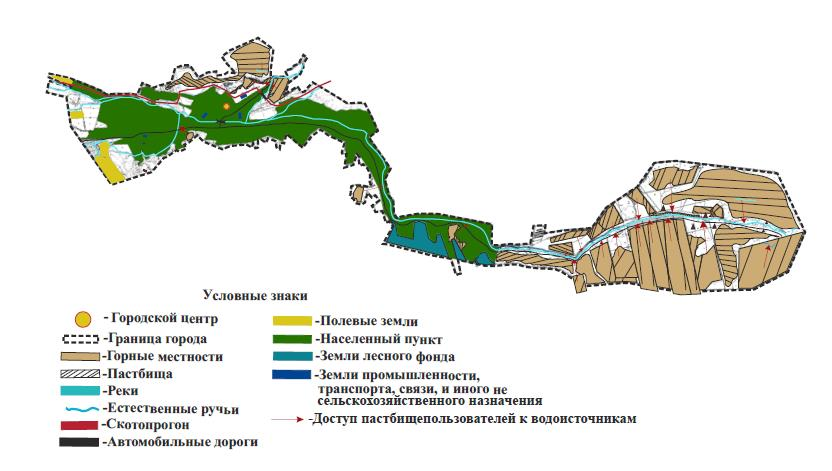 Условные знаки
- Городской центр
-Граница города
-Горные местности
-Пастбища
-Реки
-Естественные ручьи
-Скотопрогон
-Автомобильные дороги
-Полевые земли
-Населенный пункт
-Земли лесного фонда
-Земли промышленности,
транспорта, связи, и иного не
сельскохозяйственного назначения
-Доступ пастбищепользователей к водоисточникам